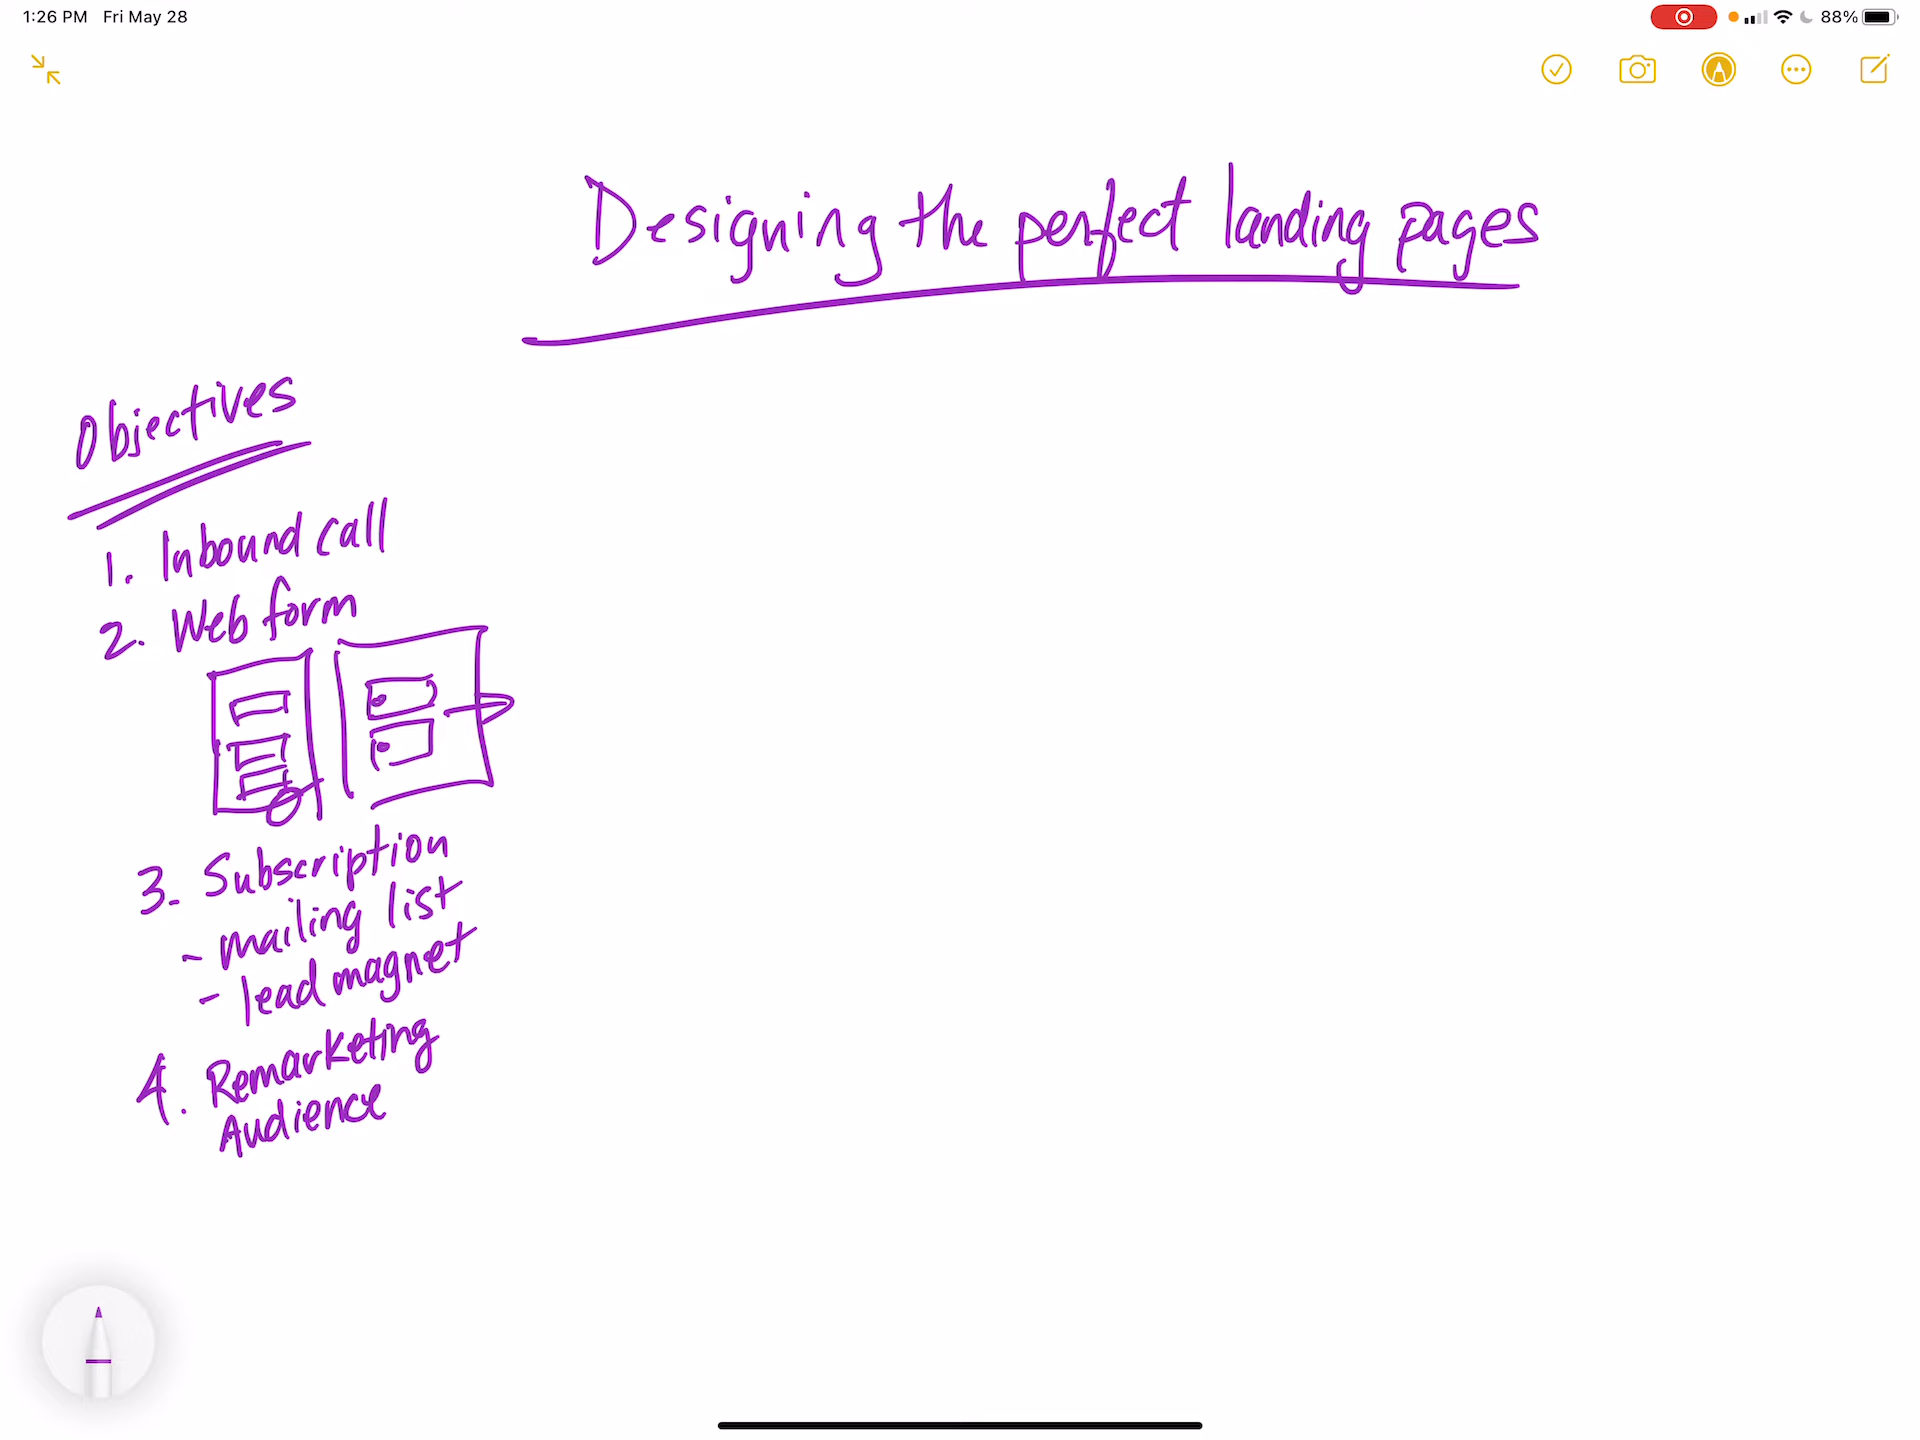 1:26 PM Fri May 28
88%
Designing the perfect landing pages
Objectives
1. Inbound call
2. Web form
3. Subscription
- mailing list
- lead magnet
4. Remarketing
Audience